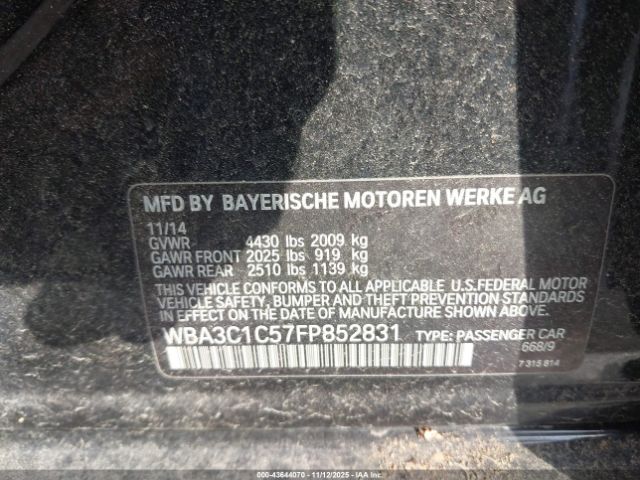 MFD BY BAYERISCHE MOTOREN WERKE AG
11/14
GVWR 4430 lbs 2009 kg
GAWR FRONT 2025 lbs 919 kg
GAWR REAR 2510 lbs 1139 kg
THIS VEHICLE CONFORMS TO ALL APPLICABLE U.S.FEDERAL MOTOR
VEHICLE SAFETY, BUMPER AND THEFT PREVENTION STANDARDS
IN EFFECT ON THE DATE OF MANUFACTURE SHOWN ABOVE.
WBA3C1C57FP852831 TYPE: PASSENGER CAR
668/9
7 315 814
000-43644070 - 11/12/2025 - IAA Inc.